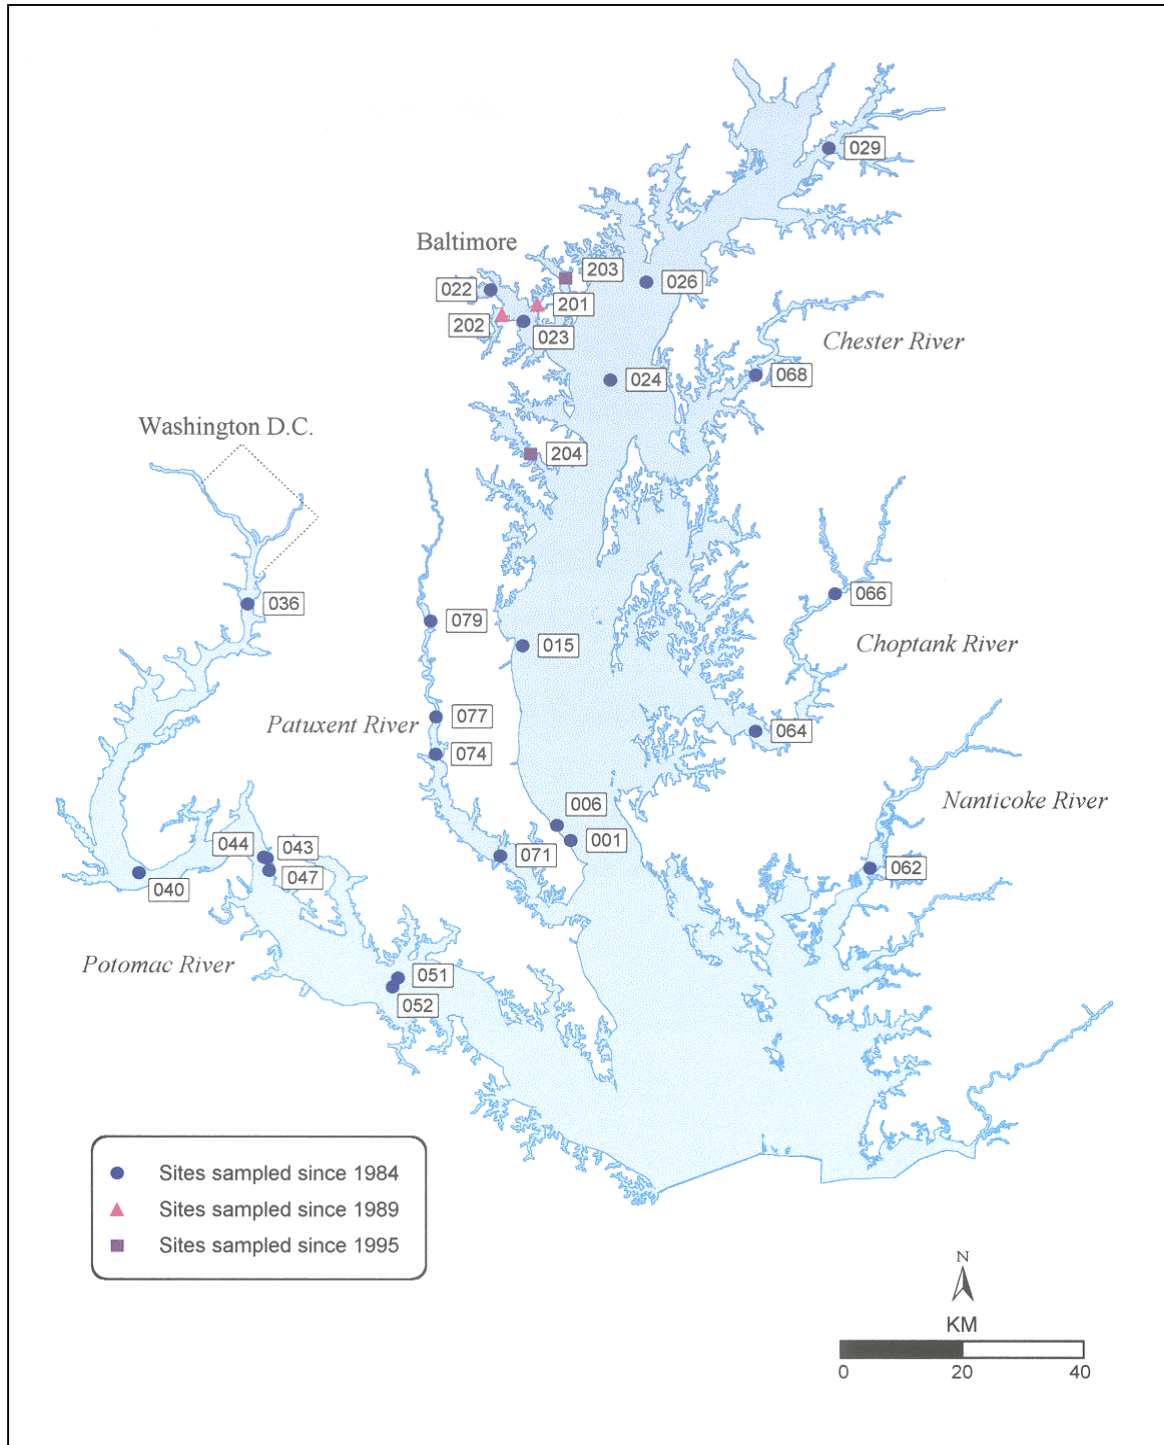 029
Baltimore
203
026
022
201
202
023
Chester River
024
068
Washington D.C.
204
036
066
079
015
Choptank River
Patuxent River
077
074
064
006
Nanticoke River
001
044
043
071
047
062
040
Potomac River
051
052
Sites sampled since 1984
Sites sampled since 1989
Sites sampled since 1995
N
KM
0 20 40